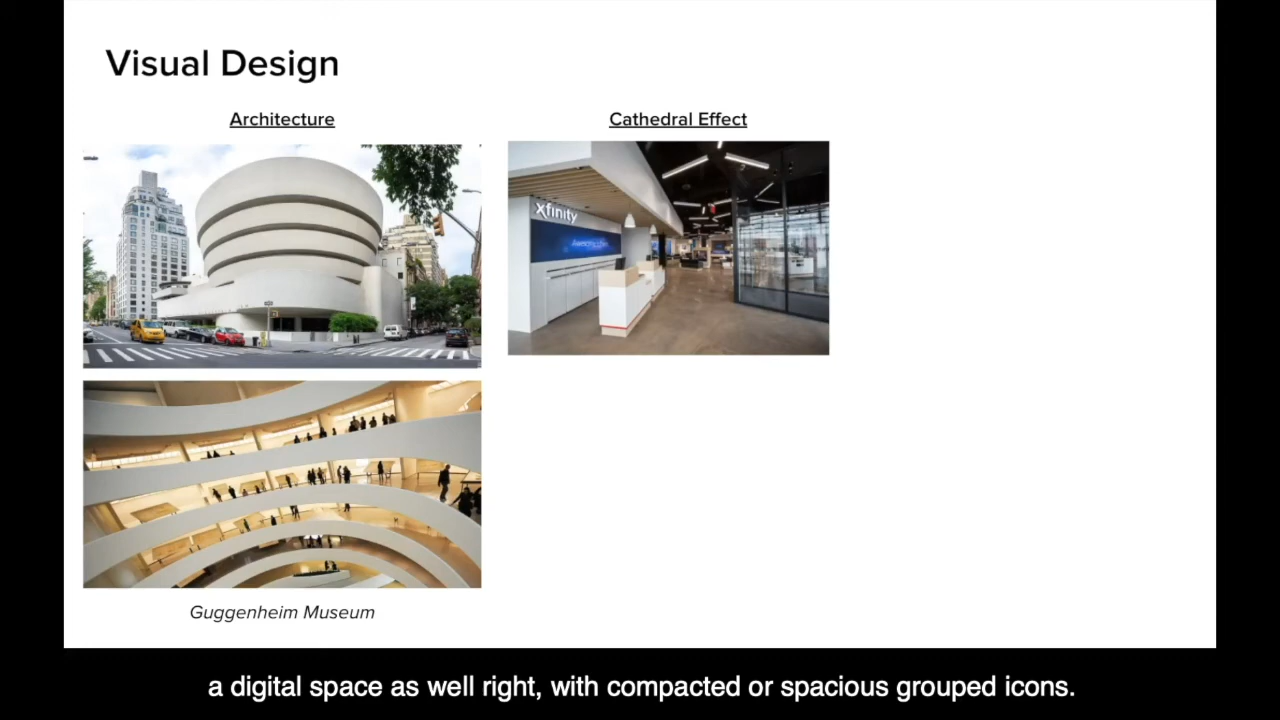 Visual Design
Architecture
Cathedral Effect
xfinity
Guggenheim Museum
a digital space as well right, with compacted or spacious grouped icons.